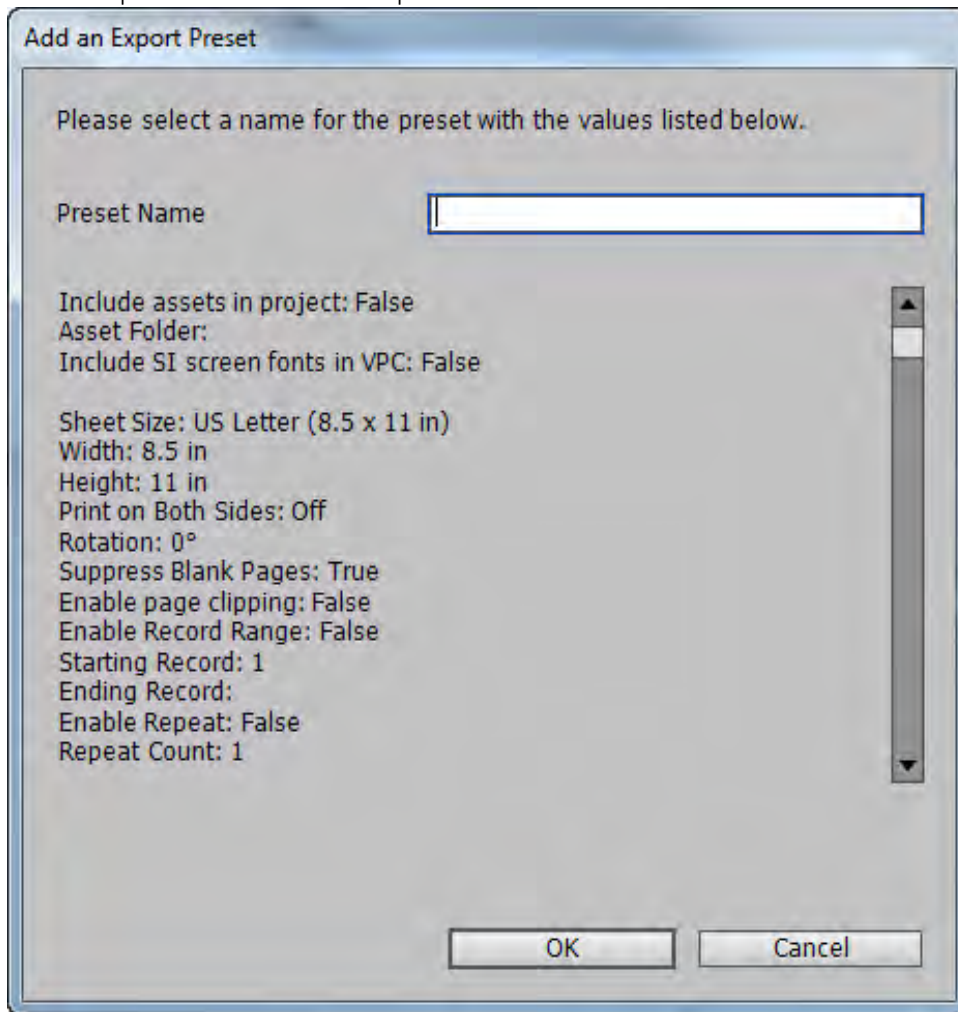 Add an Export Preset
Please select a name for the preset with the values listed below.
Preset Name
Include assets in project: False
Asset Folder:
Include SI screen fonts in VPC: False
Sheet Size: US Letter (8.5 x 11 in)
Width: 8.5 in
Height: 11 in
Print on Both Sides: Off
Rotation: 0°
Suppress Blank Pages: True
Enable page clipping: False
Enable Record Range: False
Starting Record: 1
Ending Record:
Enable Repeat: False
Repeat Count: 1
OK Cancel